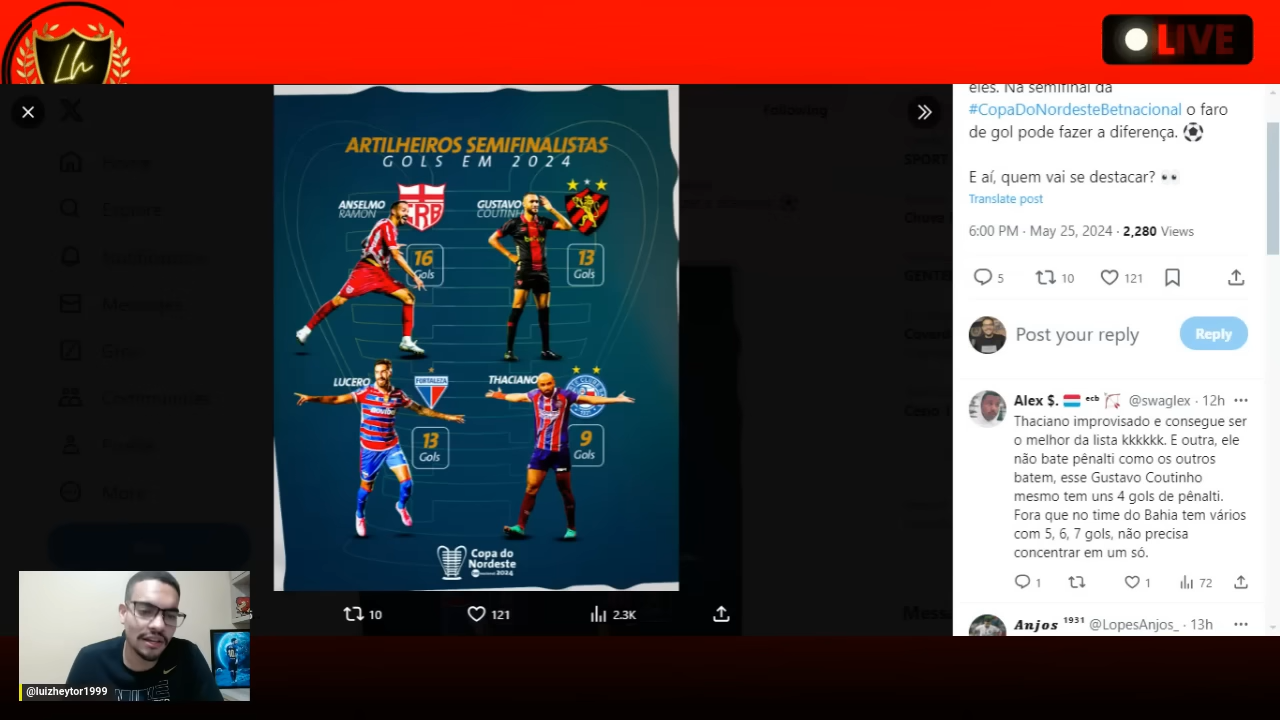 Lh
LIVE
Following
ARTILHEIROS SEMIFINALISTAS
GOLS EM 2024
ANSELMO
RAMON
CRB
16
Gols
GUSTAVO
COUTINHO
13
Gols
LUCERO
FORTALEZA
13
Gols
THACIANO
9
Gols
Copa do
Nordeste
2024
10
121
2.3K
eles. Na semifinal da
#CopaDoNordesteBetnacional o faro
de gol pode fazer a diferença. ⚽
E aí, quem vai se destacar? 👀
Translate post
6:00 PM · May 25, 2024 · 2,280 Views
5
10
121
Post your reply
Reply
Alex $. ᵉᶜᵇ @swaglex · 12h
Thaciano improvisado e consegue ser
o melhor da lista kkkkkk. E outra, ele
não bate pênalti como os outros
batem, esse Gustavo Coutinho
mesmo tem uns 4 gols de pênalti.
Fora que no time do Bahia tem vários
com 5, 6, 7 gols, não precisa
concentrar em um só.
1
1
72
Anjos ¹⁹³¹ @LopesAnjos_ · 13h
@luizheytor1999